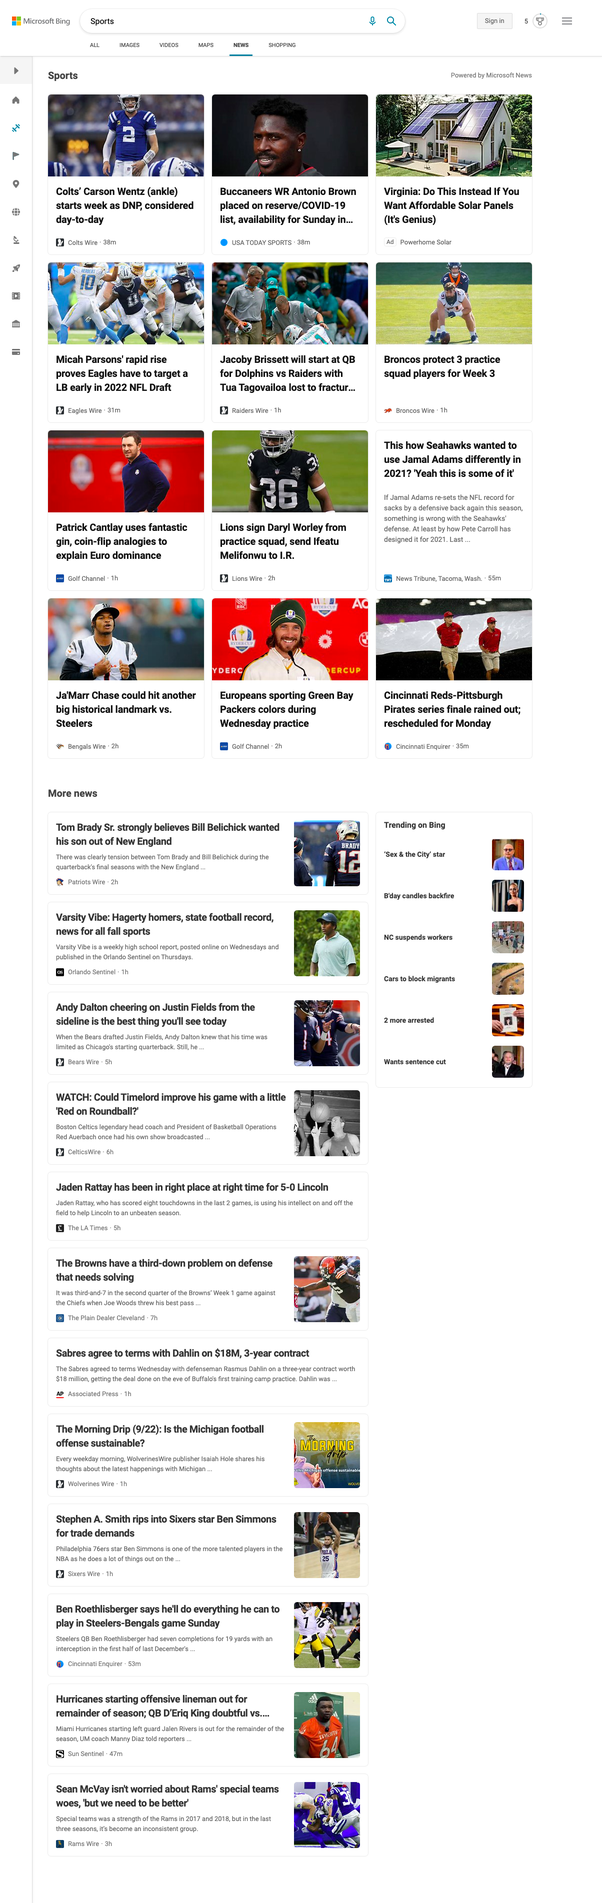 Microsoft Bing
Sports
Sign in
5
ALL IMAGES VIDEOS MAPS NEWS SHOPPING
Sports
Powered by Microsoft News
Colts' Carson Wentz (ankle)
starts week as DNP, considered
day-to-day
Colts Wire · 38m
Buccaneers WR Antonio Brown
placed on reserve/COVID-19
list, availability for Sunday in...
USA TODAY SPORTS · 38m
Virginia: Do This Instead If You
Want Affordable Solar Panels
(It's Genius)
Ad Powerhome Solar
Micah Parsons' rapid rise
proves Eagles have to target a
LB early in 2022 NFL Draft
Eagles Wire · 31m
Jacoby Brissett will start at QB
for Dolphins vs Raiders with
Tua Tagovailoa lost to fractur...
Raiders Wire · 1h
Broncos protect 3 practice
squad players for Week 3
Broncos Wire · 1h
Patrick Cantlay uses fantastic
gin, coin-flip analogies to
explain Euro dominance
Golf Channel · 1h
Lions sign Daryl Worley from
practice squad, send Ifeatu
Melifonwu to I.R.
Lions Wire · 2h
This how Seahawks wanted to
use Jamal Adams differently in
2021? 'Yeah this is some of it'
If Jamal Adams re-sets the NFL record for
sacks by a defensive back again this season,
something is wrong with the Seahawks'
defense. At least by how Pete Carroll has
designed it for 2021. Last ...
News Tribune, Tacoma, Wash. · 55m
Ja'Marr Chase could hit another
big historical landmark vs.
Steelers
Bengals Wire · 2h
Europeans sporting Green Bay
Packers colors during
Wednesday practice
Golf Channel · 2h
Cincinnati Reds-Pittsburgh
Pirates series finale rained out;
rescheduled for Monday
Cincinnati Enquirer · 35m
More news
Tom Brady Sr. strongly believes Bill Belichick wanted
his son out of New England
There was clearly tension between Tom Brady and Bill Belichick during the
quarterback's final seasons with the New England ...
Patriots Wire · 2h
BRADY
12
Varsity Vibe: Hagerty homers, state football record,
news for all fall sports
Varsity Vibe is a weekly high school report, posted online on Wednesdays and
published in the Orlando Sentinel on Thursdays.
Orlando Sentinel · 1h
Andy Dalton cheering on Justin Fields from the
sideline is the best thing you'll see today
When the Bears drafted Justin Fields, Andy Dalton knew that his time was
limited as Chicago's starting quarterback. Still, he ...
Bears Wire · 5h
WATCH: Could Timelord improve his game with a little
'Red on Roundball?'
Boston Celtics legendary head coach and President of Basketball Operations
Red Auerbach once had his own show broadcasted ...
CelticsWire · 6h
Jaden Rattay has been in right place at right time for 5-0 Lincoln
Jaden Rattay, who has scored eight touchdowns in the last 2 games, is using his intellect on and off the
field to help Lincoln to an unbeaten season.
The LA Times · 5h
The Browns have a third-down problem on defense
that needs solving
It was third-and-7 in the second quarter of the Browns' Week 1 game against
the Chiefs when Joe Woods threw his best pass ...
The Plain Dealer Cleveland · 7h
Sabres agree to terms with Dahlin on $18M, 3-year contract
The Sabres agreed to terms Wednesday with defenseman Rasmus Dahlin on a three-year contract worth
$18 million, getting the deal done on the eve of Buffalo's first training camp practice. Dahlin was ...
AP Associated Press · 1h
The Morning Drip (9/22): Is the Michigan football
offense sustainable?
Every weekday morning, WolverinesWire publisher Isaiah Hole shares his
thoughts about the latest happenings with Michigan ...
Wolverines Wire · 1h
The
MORNING
drip
Stephen A. Smith rips into Sixers star Ben Simmons
for trade demands
Philadelphia 76ers star Ben Simmons is one of the more talented players in the
NBA as he does a lot of things out on the ...
Sixers Wire · 1h
25
Ben Roethlisberger says he'll do everything he can to
play in Steelers-Bengals game Sunday
Steelers QB Ben Roethlisberger had seven completions for 19 yards with an
interception in the first half of last December's ...
Cincinnati Enquirer · 53m
Hurricanes starting offensive lineman out for
remainder of season; QB D'Eriq King doubtful vs....
Miami Hurricanes starting left guard Jalen Rivers is out for the remainder of the
season, UM coach Manny Diaz told reporters ...
Sun Sentinel · 47m
64
Sean McVay isn't worried about Rams' special teams
woes, 'but we need to be better'
Special teams was a strength of the Rams in 2017 and 2018, but in the last
three seasons, it's become an inconsistent group.
Rams Wire · 3h
Trending on Bing
'Sex & the City' star
B'day candles backfire
NC suspends workers
Cars to block migrants
2 more arrested
Wants sentence cut